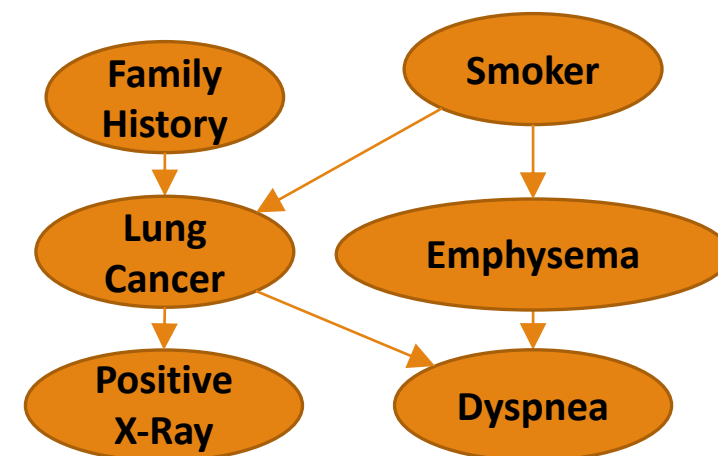 Family
History
Smoker
Lung
Cancer
Emphysema
Positive
X-Ray
Dyspnea